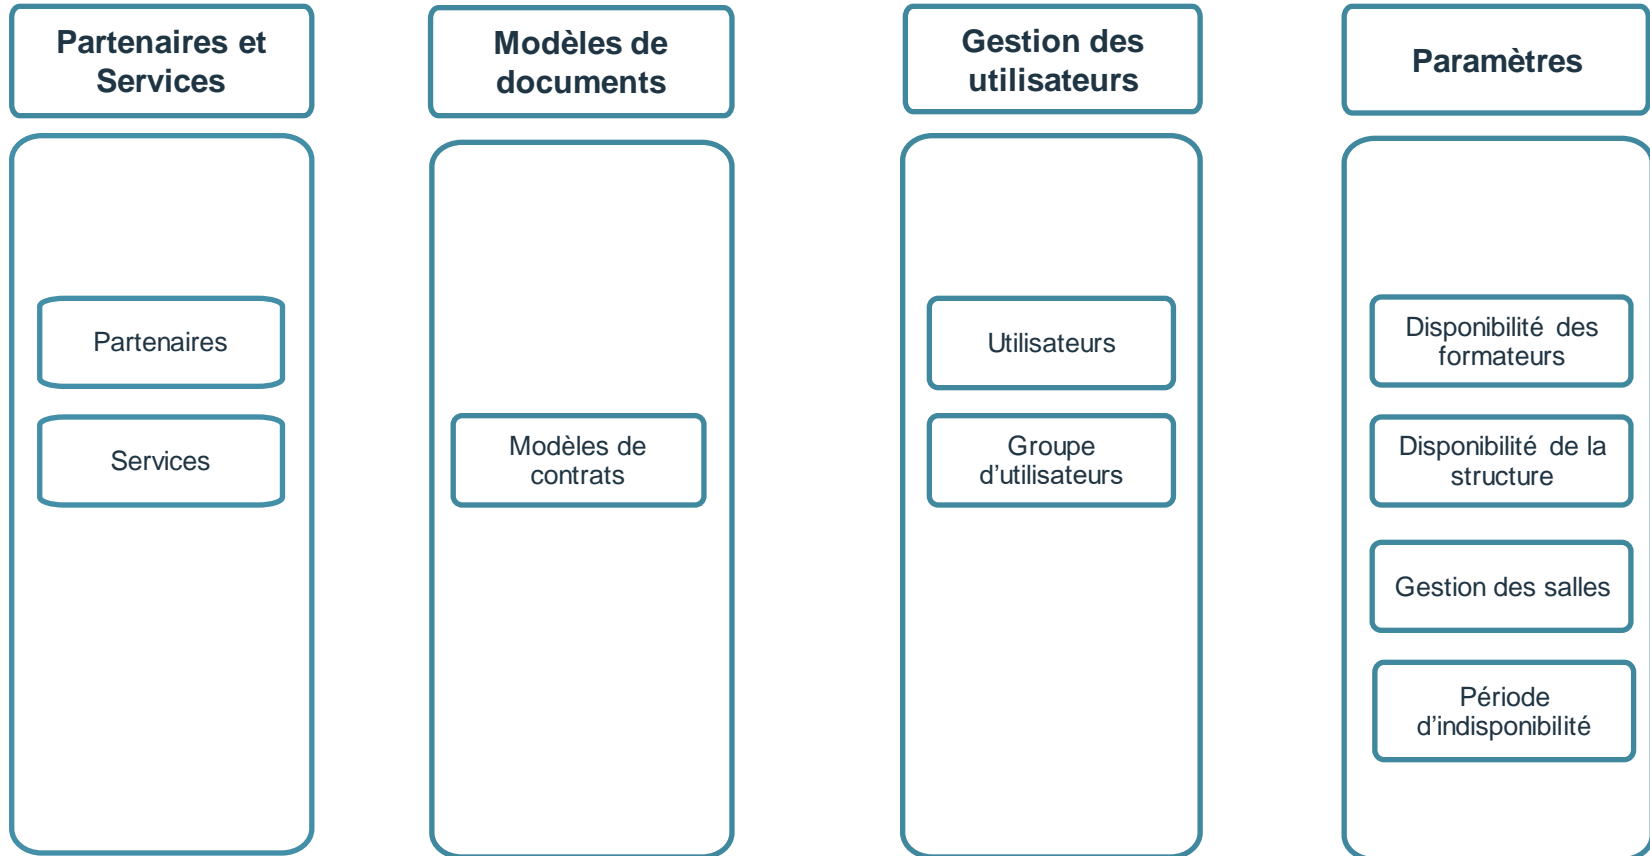 Partenaires et
Services
Modèles de
documents
Gestion des
utilisateurs
Paramètres
Partenaires
Services
Modèles de
contrats
Utilisateurs
Groupe
d’utilisateurs
Disponibilité des
formateurs
Disponibilité de la
structure
Gestion des salles
Période
d’indisponibilité